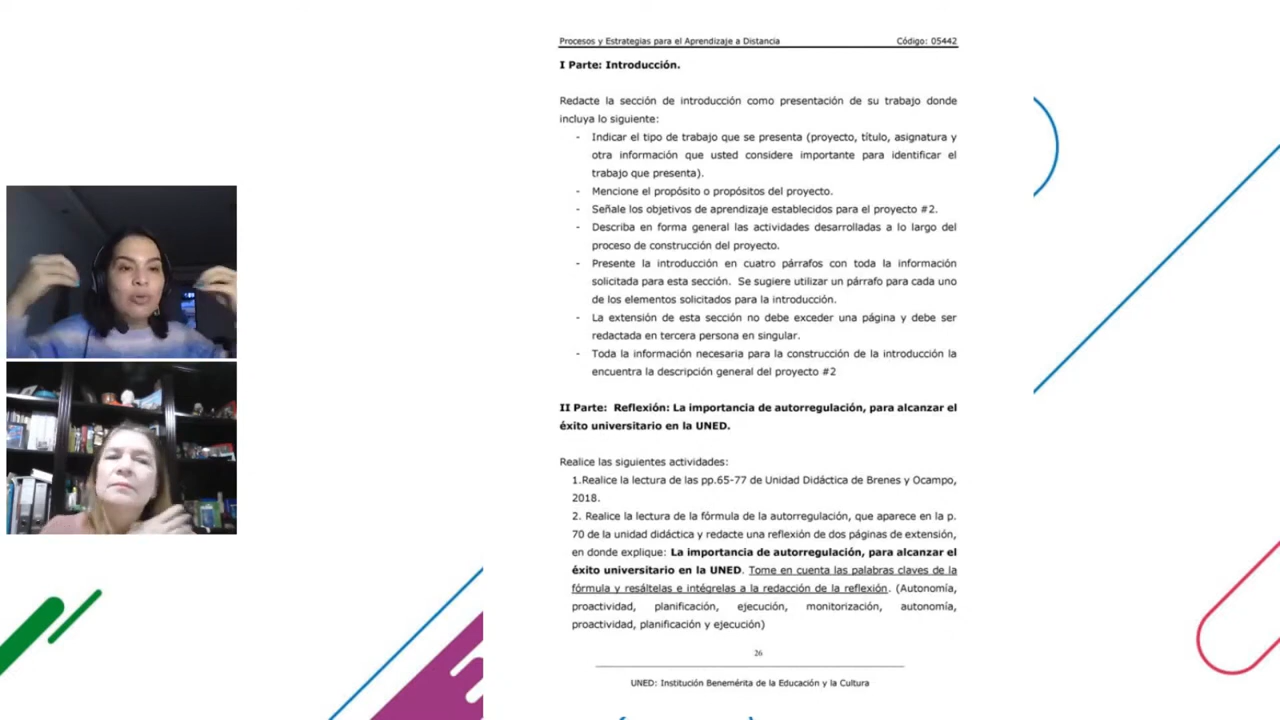 Procesos y Estrategias para el Aprendizaje a Distancia Código: 05442
I Parte: Introducción.
Redacte la sección de introducción como presentación de su trabajo donde
incluya lo siguiente:
- Indicar el tipo de trabajo que se presenta (proyecto, título, asignatura y
otra información que usted considere importante para identificar el
trabajo que presenta).
- Mencione el propósito o propósitos del proyecto.
- Señale los objetivos de aprendizaje establecidos para el proyecto #2.
- Describa en forma general las actividades desarrolladas a lo largo del
proceso de construcción del proyecto.
- Presente la introducción en cuatro párrafos con toda la información
solicitada para esta sección. Se sugiere utilizar un párrafo para cada uno
de los elementos solicitados para la introducción.
- La extensión de esta sección no debe exceder una página y debe ser
redactada en tercera persona en singular.
- Toda la información necesaria para la construcción de la introducción la
encuentra la descripción general del proyecto #2
II Parte: Reflexión: La importancia de autorregulación, para alcanzar el
éxito universitario en la UNED.
Realice las siguientes actividades:
1.Realice la lectura de las pp.65-77 de Unidad Didáctica de Brenes y Ocampo,
2018.
2. Realice la lectura de la fórmula de la autorregulación, que aparece en la p.
70 de la unidad didáctica y redacte una reflexión de dos páginas de extensión,
en donde explique: La importancia de autorregulación, para alcanzar el
éxito universitario en la UNED. Tome en cuenta las palabras claves de la
fórmula y resáltelas e intégrelas a la redacción de la reflexión. (Autonomía,
proactividad, planificación, ejecución, monitorización, autonomía,
proactividad, planificación y ejecución)
26
UNED: Institución Benemérita de la Educación y la Cultura